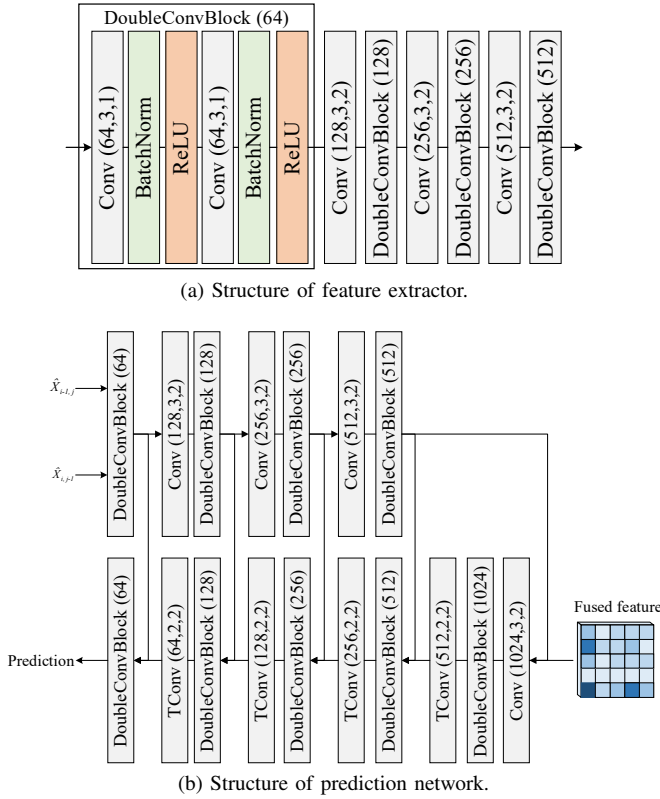 DoubleConvBlock (64)
Conv (64,3,1)
BatchNorm
ReLU
Conv (64,3,1)
BatchNorm
ReLU
Conv (128,3,2)
DoubleConvBlock (128)
Conv (256,3,2)
DoubleConvBlock (256)
Conv (512,3,2)
DoubleConvBlock (512)
(a) Structure of feature extractor.
X̂i-1,j
X̂i,j-1
DoubleConvBlock (64)
Conv (128,3,2)
DoubleConvBlock (128)
Conv (256,3,2)
DoubleConvBlock (256)
Conv (512,3,2)
DoubleConvBlock (512)
Prediction
DoubleConvBlock (64)
TConv (64,2,2)
DoubleConvBlock (128)
TConv (128,2,2)
DoubleConvBlock (256)
TConv (256,2,2)
DoubleConvBlock (512)
TConv (512,2,2)
DoubleConvBlock (1024)
Conv (1024,3,2)
Fused feature
(b) Structure of prediction network.